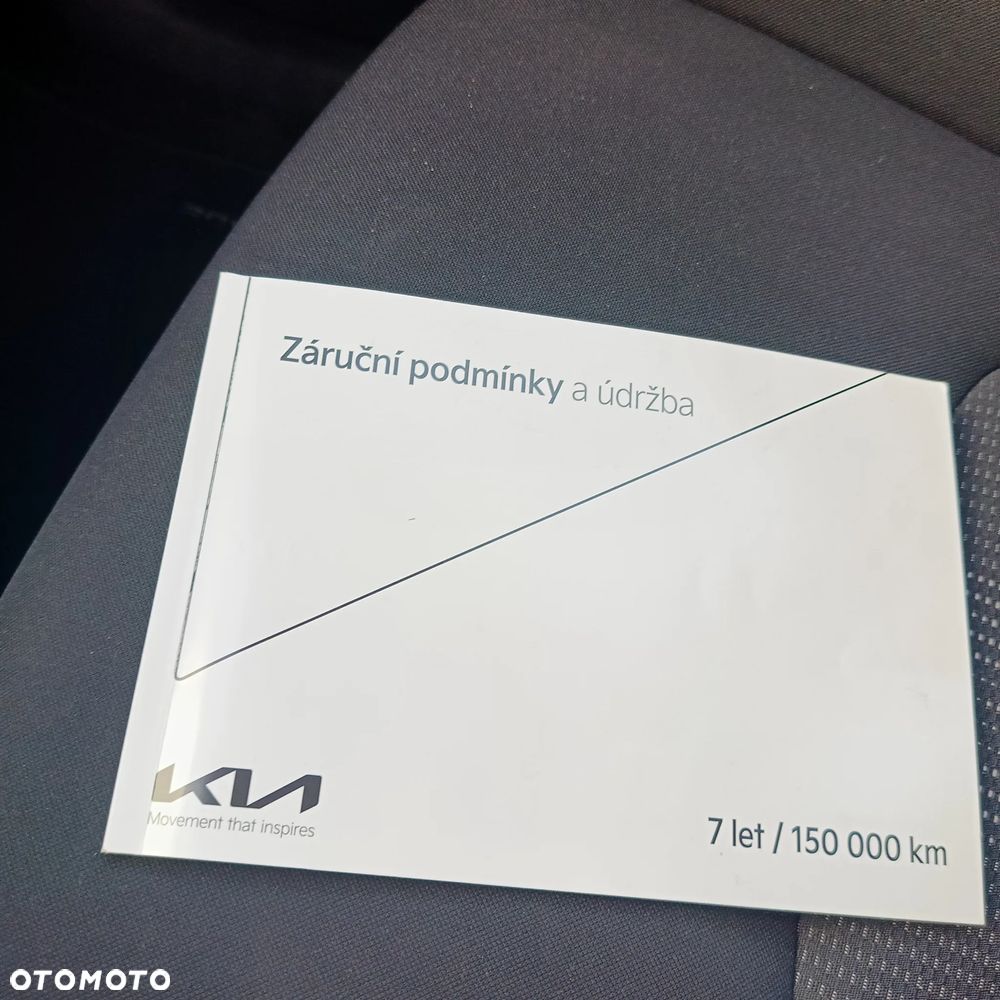 Záruční podmínky a údržba
KIA
Movement that inspires
7 let / 150 000 km
OTOMOTO